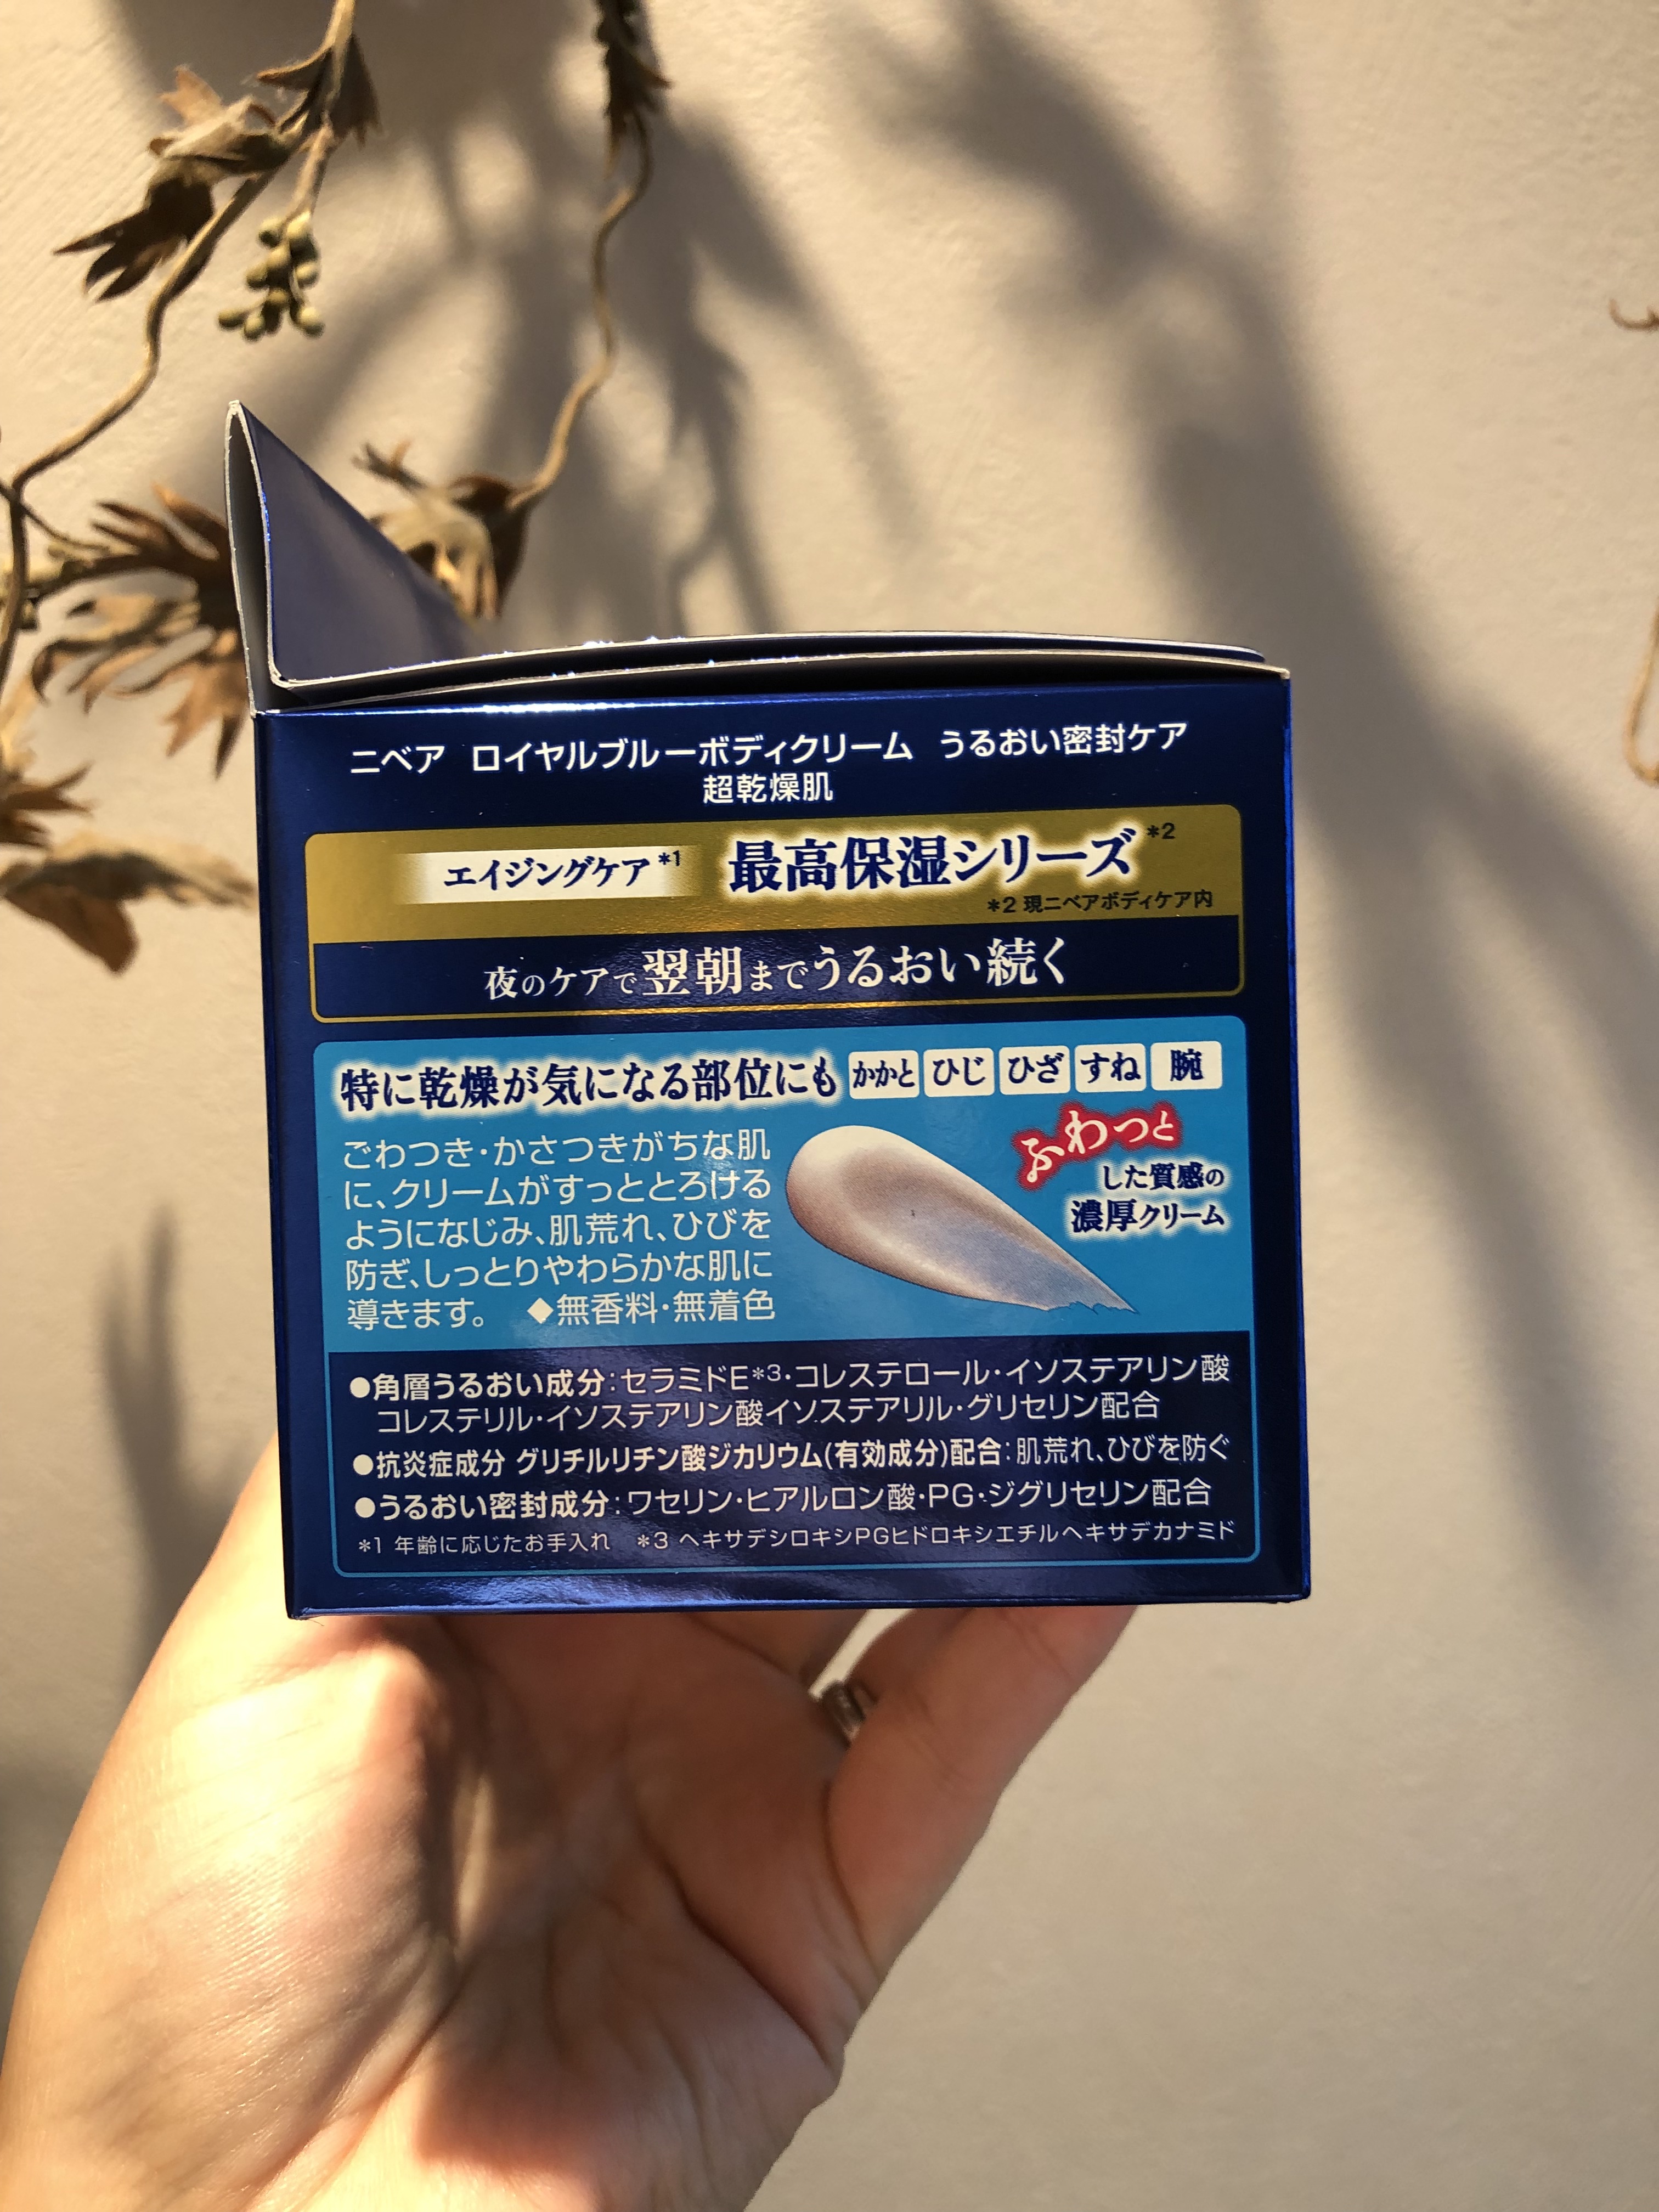 ニベア ロイヤルブルーボディクリーム うるおい密封ケア
超乾燥肌
エイジングケア*1 最高保湿シリーズ*2
*2 現ニベアボディケア内
夜のケアで翌朝までうるおい続く
特に乾燥が気になる部位にも かかと ひじ ひざ すね 腕
ごわつき・かさつきがちな肌
に、クリームがすっととろける
ようになじみ、肌荒れ、ひびを
防ぎ、しっとりやわらかな肌に
導きます。 ◆無香料・無着色
ふわっと
した質感の
濃厚クリーム
●角層うるおい成分:セラミドE*3・コレステロール・イソステアリン酸
コレステリル・イソステアリン酸イソステアリル・グリセリン配合
●抗炎症成分 グリチルリチン酸ジカリウム(有効成分)配合:肌荒れ、ひびを防ぐ
●うるおい密封成分:ワセリン・ヒアルロン酸・PG・ジグリセリン配合
*1 年齢に応じたお手入れ *3 ヘキサデシロキシPGヒドロキシエチルヘキサデカナミド